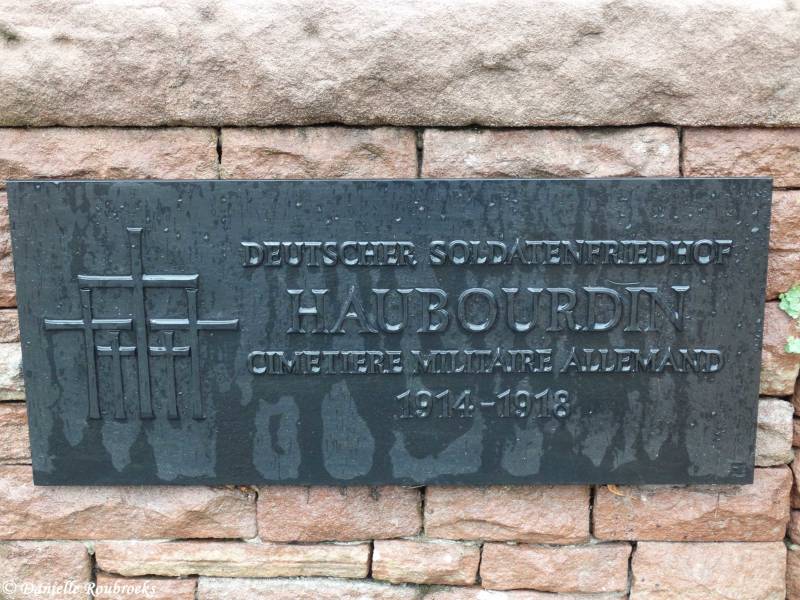 DEUTSCHER SOLDATENFRIEDHOF
HAUBOURDIN
CIMETIERE MILITAIRE ALLEMAND
1914-1918
© Danielle Roubroeks